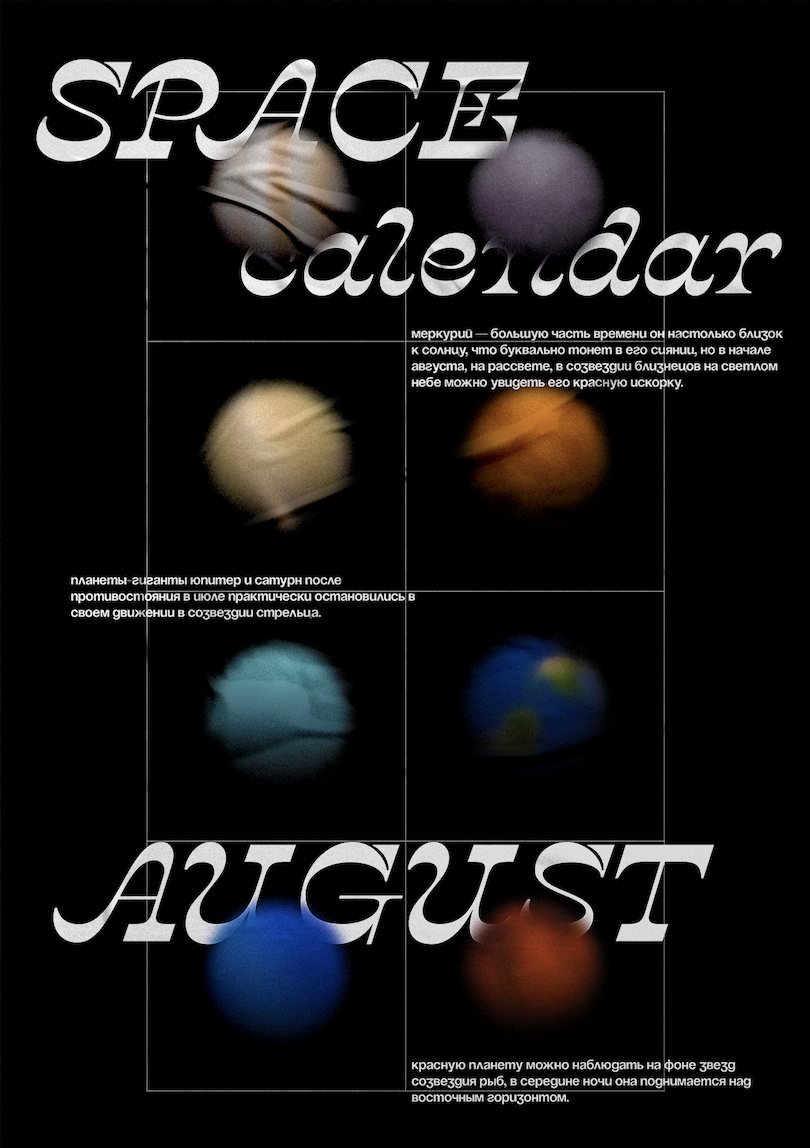 SPACE
calendar
меркурий — большую часть времени он настолько близок
к солнцу, что буквально тонет в его сиянии, но в начале
августа, на рассвете, в созвездии близнецов на светлом
небе можно увидеть его красную искорку.
планеты-гиганты юпитер и сатурн после
противостояния в июле практически остановились в
своем движении в созвездии стрельца.
AUGUST
красную планету можно наблюдать на фоне звезд
созвездия рыб, в середине ночи она поднимается над
восточным горизонтом.